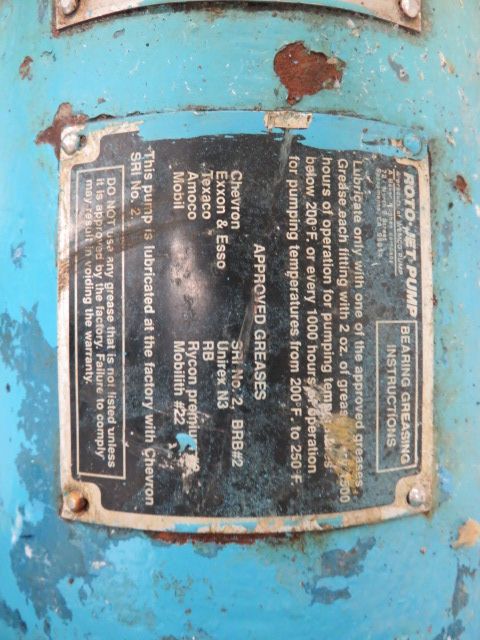 ROTO-JET PUMP
BEARING GREASING
INSTRUCTIONS
Lubricate only with one of the approved greases.
Grease each fitting with 2 oz. of grease 1500
hours of operation for pumping
below 200°F. or every 1000 hours operation
for pumping temperatures from 200°F. to 250°F.
APPROVED GREASES
Chevron SRI No. 2, BRB#2
Exxon & Esso Unirex N3
Texaco RB
Amoco Rycon
Mobil Mobilith #22
This pump is lubricated at the factory with Chevron
SRI No. 2.
DO NOT use any grease that is not listed unless
it is approved by the factory. Failure to comply
may result in voiding the warranty.